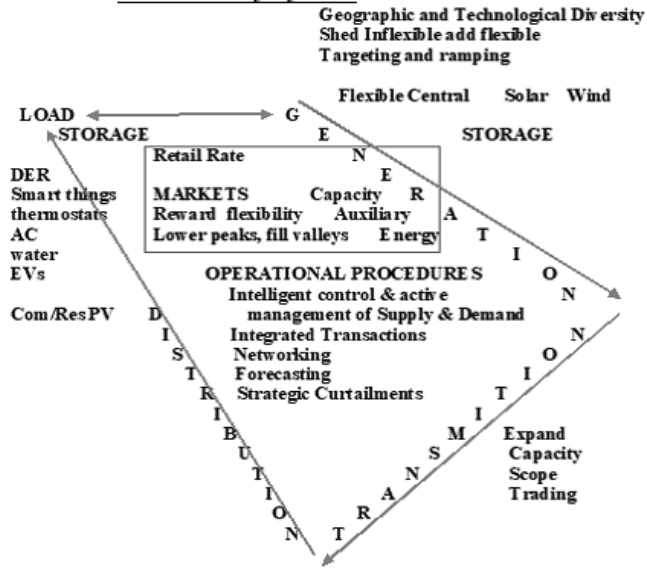 Geographic and Technological Diversity
Shed Inflexible add flexible
Targeting and ramping
Flexible Central Solar Wind
LOAD
GENERATION
STORAGE
STORAGE
Retail Rate
DER
Smart things
thermostats
AC
water
EVs
Com/Res PV
MARKETS Capacity
Reward flexibility Auxiliary
Lower peaks, fill valleys Energy
OPERATIONAL PROCEDURES
Intelligent control & active
management of Supply & Demand
Integrated Transactions
Networking
Forecasting
Strategic Curtailments
DISTRIBUTION
TRANSMITION
Expand
Capacity
Scope
Trading